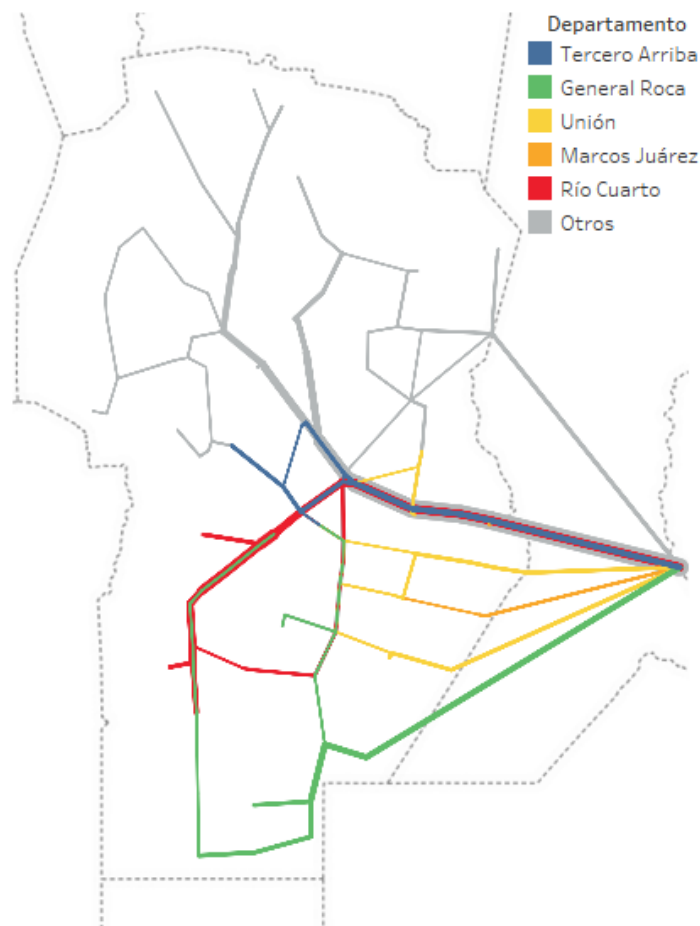 Departamento
Tercero Arriba
General Roca
Unión
Marcos Juárez
Río Cuarto
Otros